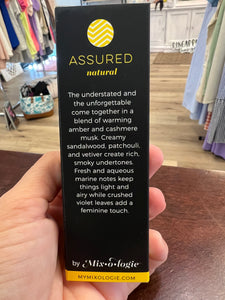 ASSURED
natural
The understated and
the unforgettable
come together in a
blend of warming
amber and cashmere
musk. Creamy
sandalwood, patchouli,
and vetiver create rich,
smoky undertones.
Fresh and aqueous
marine notes keep
things light and
airy while crushed
violet leaves add a
feminine touch.
by Mix·o·logie
MYMIXOLOGIE.COM